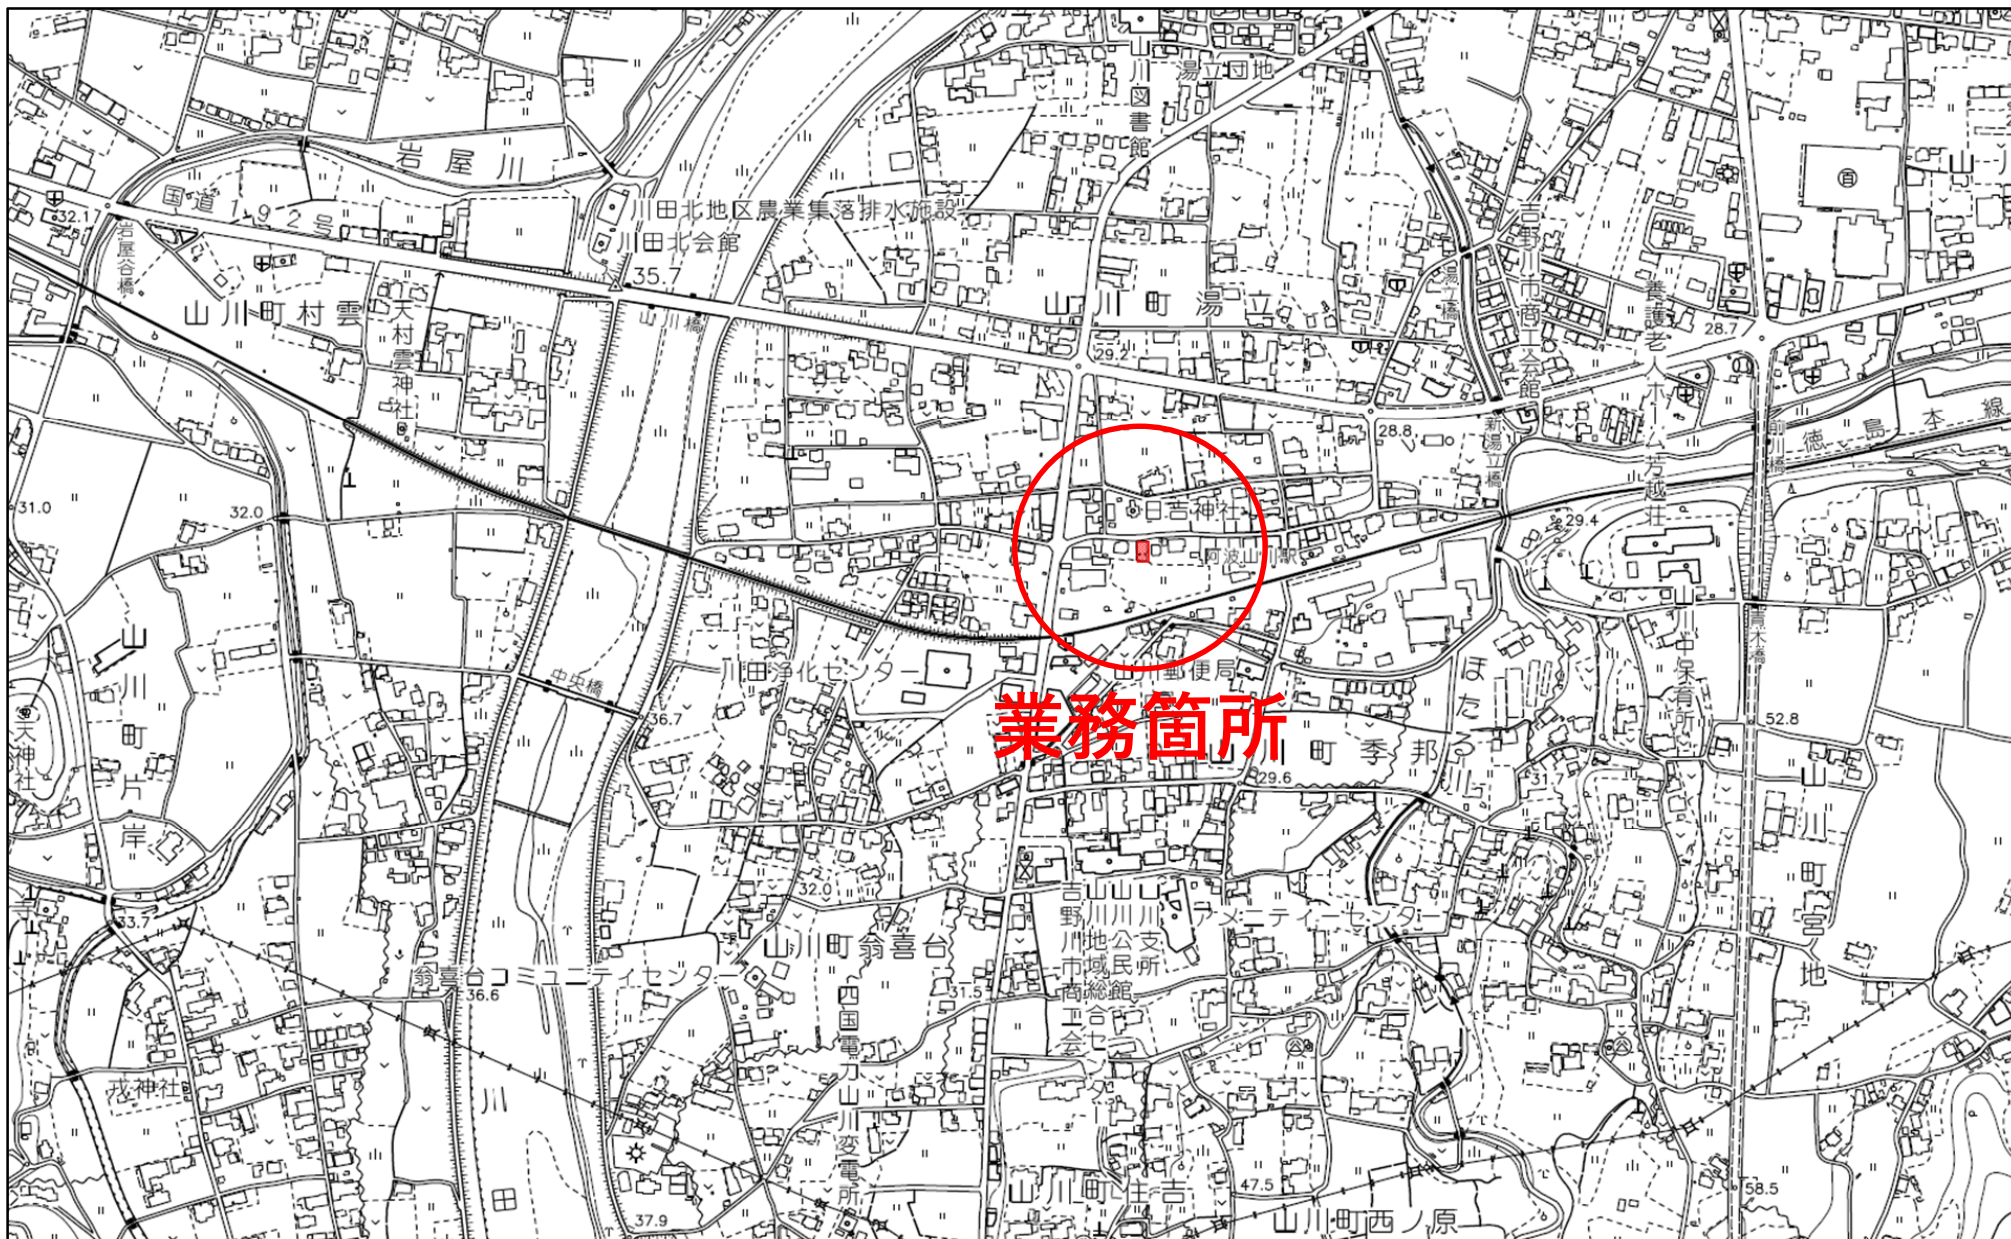 山川図書館
湯立団地
岩屋川
国道192号
32.1
岩屋谷橋
川田北地区農業集落排水施設
川田北会館
35.7
山川町村雲
天村雲神社
山川橋
山川町湯立
湯立橋
吉野川市商工会館
養護老人ホーム芳越荘
28.7
29.2
28.8
新湯立橋
前川橋
徳島本線
31.0
32.0
日吉神社
阿波山川駅
29.4
青木橋
山川中保育所
山川町片岸
天神社
中央橋
36.7
川田浄化センター
山川郵便局
業務箇所
ほたる川
山川町季邦
29.6
31.7
52.8
山川町宮地
32.0
33.7
山川町翁喜台
翁喜台コミュニティセンター
36.6
31.5
山川支所
山川公民館
山川地域総合センター
吉野川市商工会
アメニティーセンター
四国電力山川変電所
戎神社
川
田
37.9
山川町住吉
47.5
山川町西ノ原
58.5